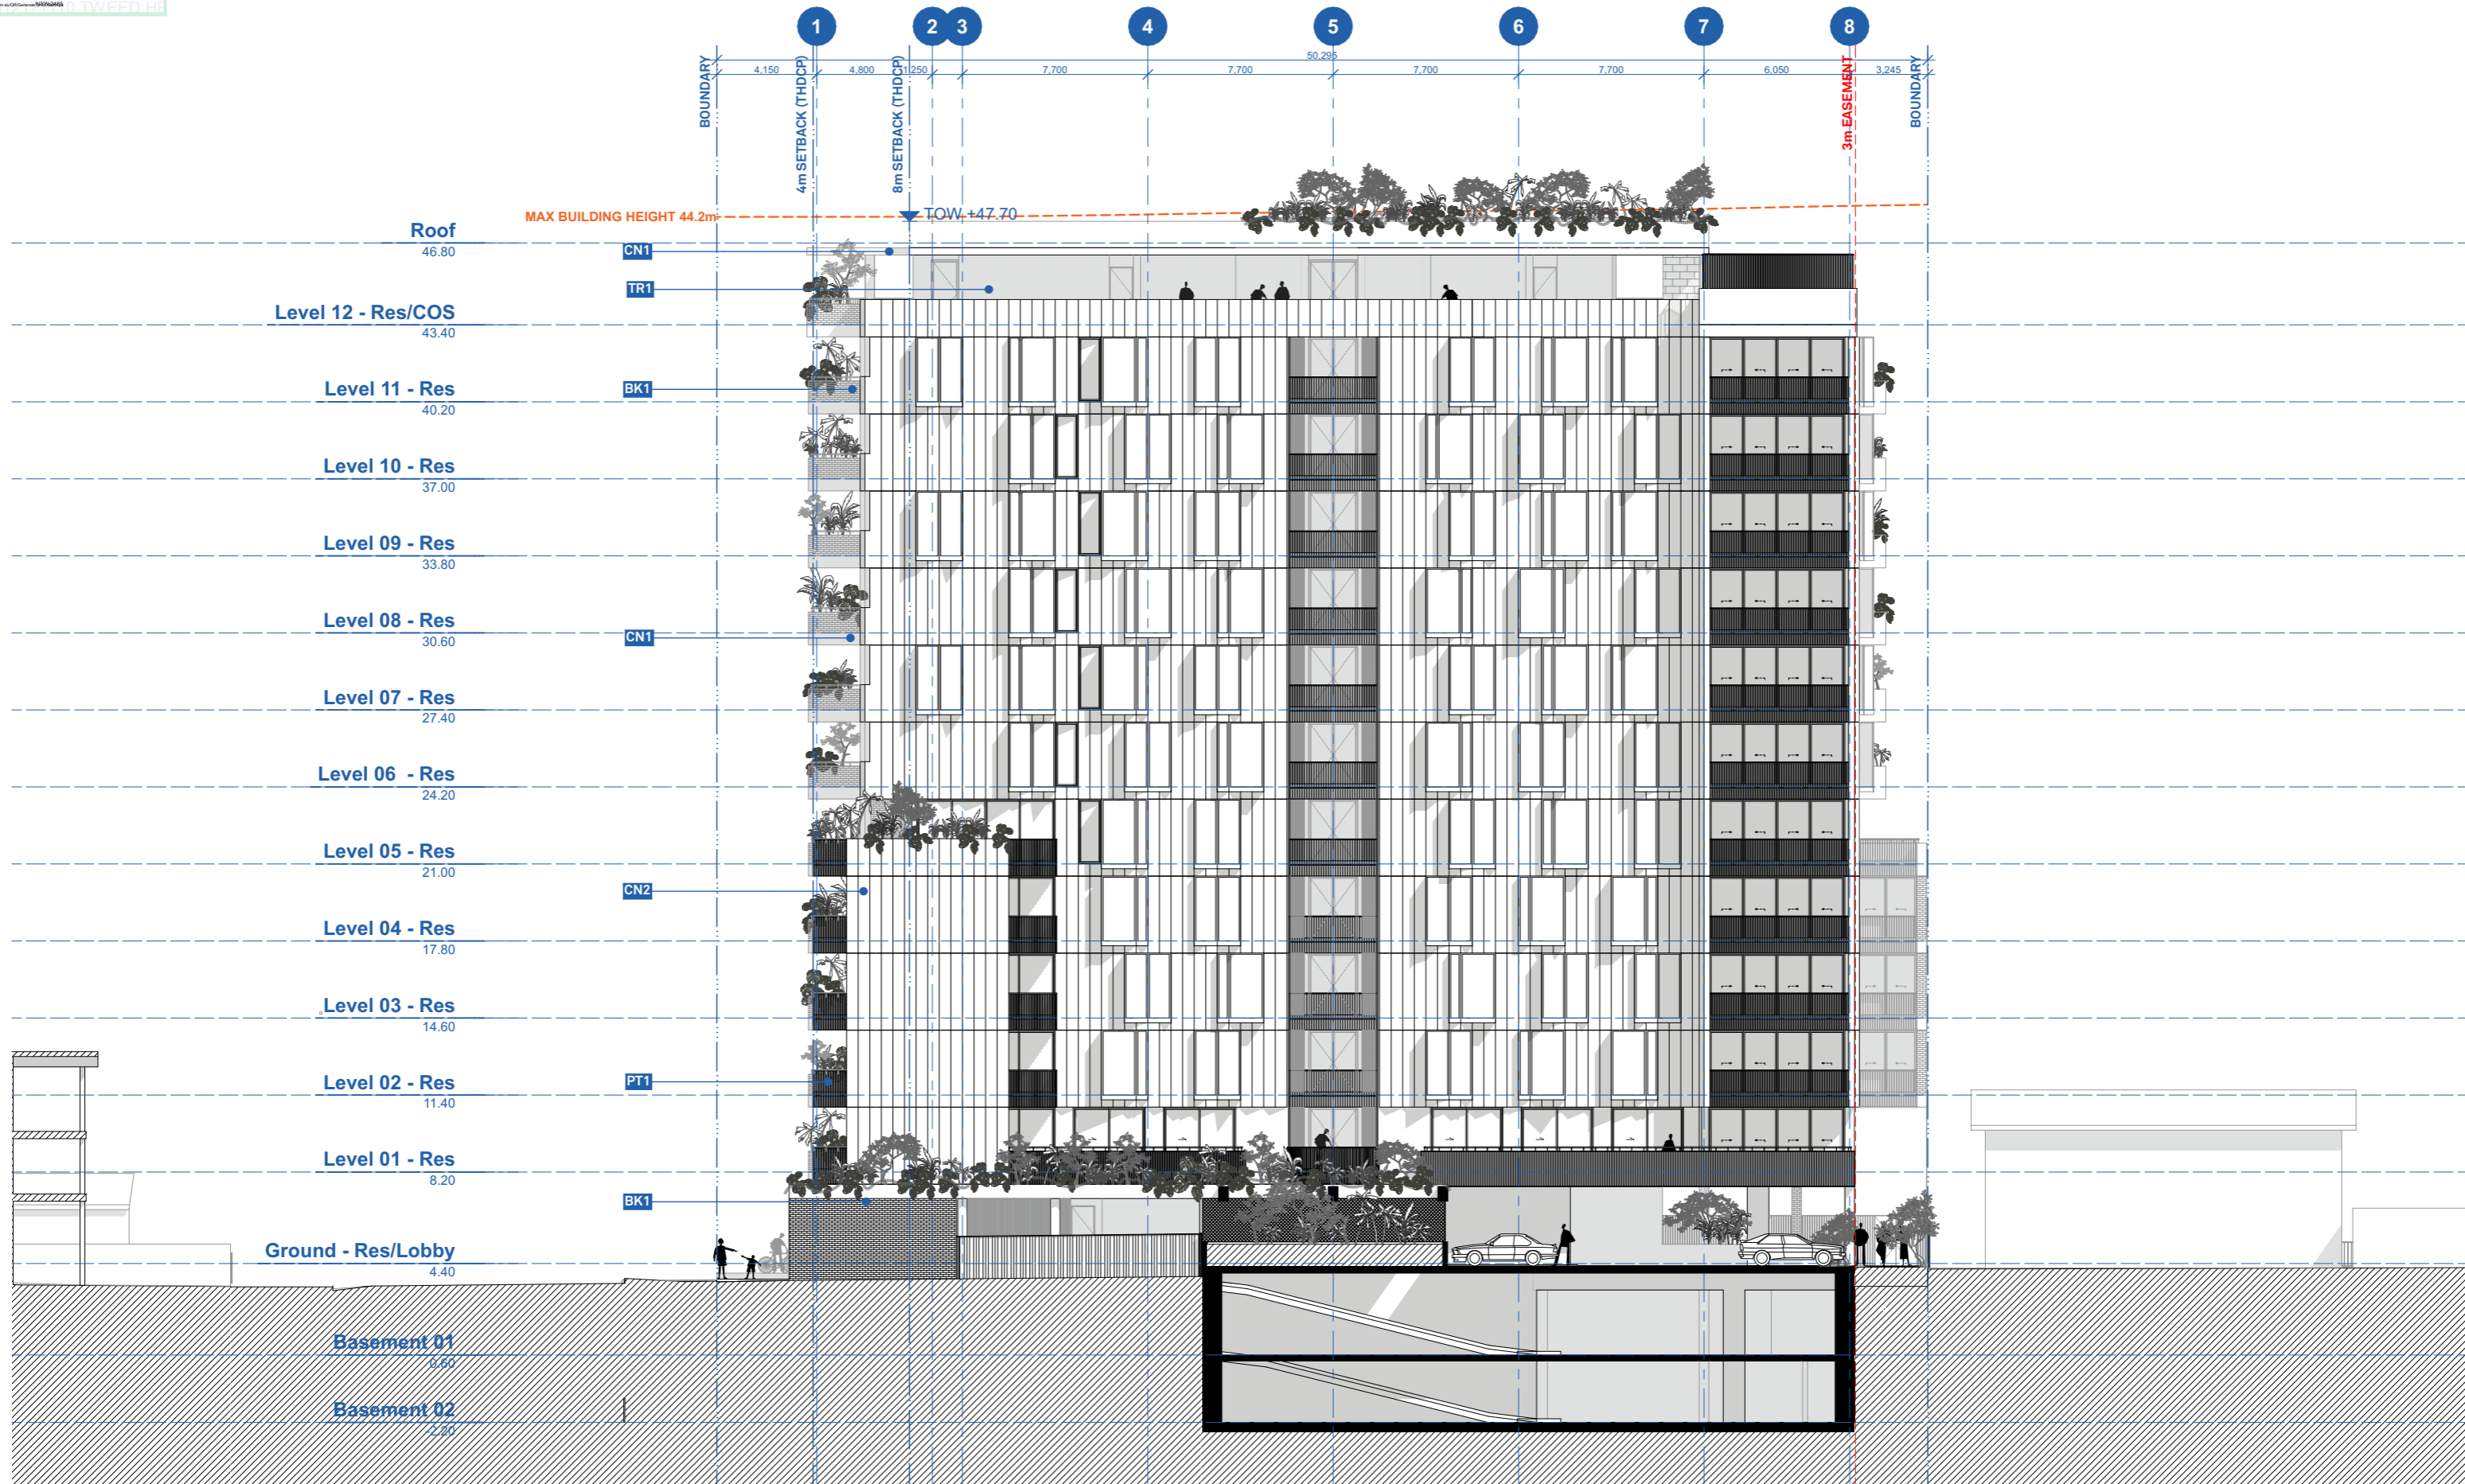 1 2 3 4 5 6 7 8
50,295
4,150 4,800 1,250 7,700 7,700 7,700 7,700 6,050 3,245
BOUNDARY
4m SETBACK (THDCP)
8m SETBACK (THDCP)
3m EASEMENT
BOUNDARY
MAX BUILDING HEIGHT 44.2m
TOW +47.70
Roof
46.80
CN1
TR1
Level 12 - Res/COS
43.40
Level 11 - Res
BK1
40.20
Level 10 - Res
37.00
Level 09 - Res
33.80
Level 08 - Res
CN1
30.60
Level 07 - Res
27.40
Level 06 - Res
24.20
Level 05 - Res
21.00
CN2
Level 04 - Res
17.80
Level 03 - Res
14.60
Level 02 - Res
PT1
11.40
Level 01 - Res
8.20
BK1
Ground - Res/Lobby
4.40
Basement 01
0.60
Basement 02
-2.20